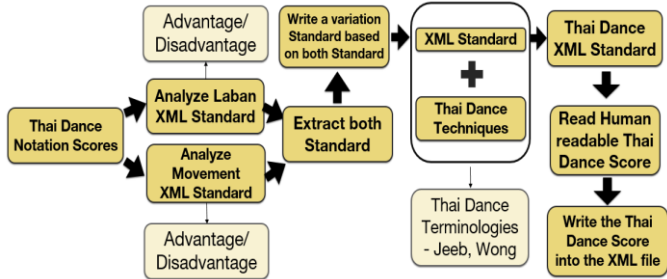 Thai Dance
Notation Scores
Advantage/
Disadvantage
Analyze Laban
XML Standard
Analyze
Movement
XML Standard
Advantage/
Disadvantage
Write a variation
Standard based
on both Standard
Extract both
Standard
XML Standard
Thai Dance
Techniques
Thai Dance
Terminologies
- Jeeb, Wong
Thai Dance
XML Standard
Read Human
readable Thai
Dance Score
Write the Thai
Dance Score
into the XML file